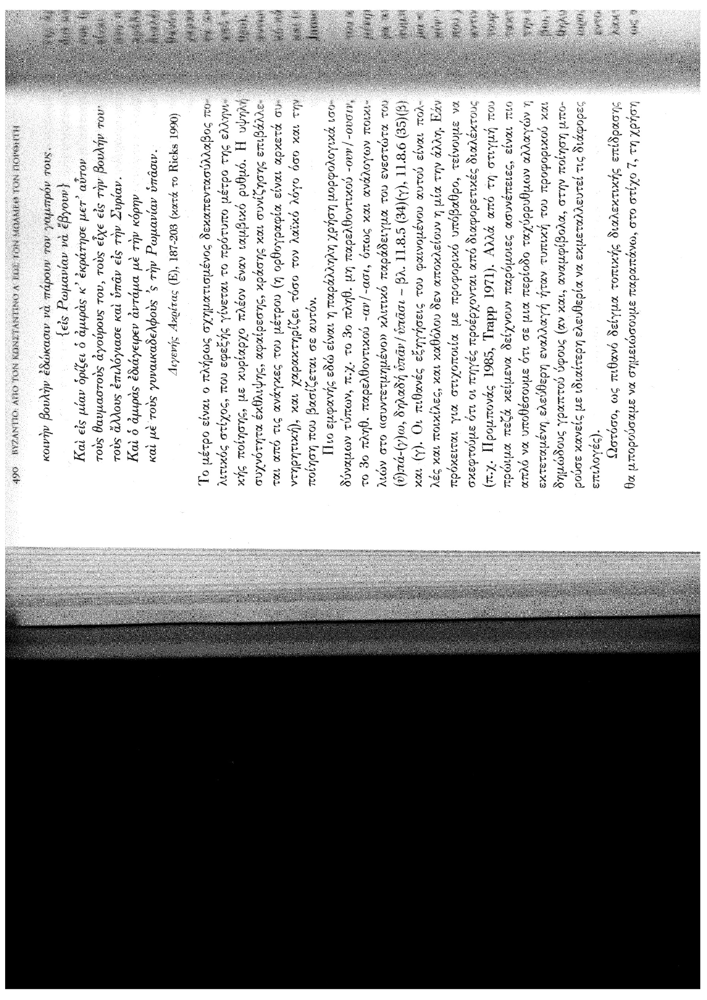 490 ΒΥΖΑΝΤΙΟ: ΑΠΟ ΤΟΝ ΚΩΝΣΤΑΝΤΙΝΟ Α ΕΩΣ ΤΟΝ ΜΩΑΜΕΘ ΤΟΝ ΠΟΡΘΗΤΗ
κοινὴν βουλὴν ἐδώκασιν νὰ πάρουν τὸν γαμπρόν τους.
{εἰς Ρωμανίαν νὰ ἔβγουν}
Καὶ εἰς μίαν ὁρίζει ὁ ἀμιρὰς κ᾿ ἐκράτησε μετ᾿ αὖτον
τοὺς θαυμαστοὺς ἀγούρους του, τοὺς εἶχε εἰς τὴν βουλήν του·
τοὺς ἄλλους ἐπιλόγιασε καὶ ὑπᾶν εἰς τὴν Συρίαν.
Καὶ ὁ ἀμιρὰς ἐδιάγειρεν ἀντάμα μὲ τὴν κόρην
καὶ μὲ τοὺς γυναικαδελφοὺς ᾿ς τὴν Ρωμανίαν ὑπᾶσιν.
Διγενής Ακρίτας (Ε), 187-203 (κατά το Ricks 1990)
Το μέτρο είναι ο πλήρως σχηματισμένος δεκαπεντασύλλαβος πο-
λιτικός στίχος, που εφεξής γίνεται το πρότυπο μέτρο της ελληνι-
κής ποίησης, με κυρίαρχο πλέον έναν ιαμβικό ρυθμό. Η υψηλή
συχνότητα έκθλιψης, αφαίρεσης, κράσης και συνίζησης επιβάλλε-
ται από τις ανάγκες του μέτρου (η ορθογραφία είναι αρκετά συ-
ντηρητική), και χαρακτηρίζει τόσο τον λαϊκό λόγο όσο και την
ποίηση που βασίζεται σε αυτόν.
Πιο εμφανής εδώ είναι η παράλληλη χρήση μορφολογικά ισο-
δύναμων τύπων, π.χ. το 3ο πληθ. μη παρελθοντικού -ουν/-ουσιν,
το 3ο πληθ. παρελθοντικού -αν/-ασι, όπως και ανάλογων ποικι-
λιών στο «συντετμημένο» κλιτικό παράδειγμα του ενεστώτα του
(ὑ)πά-(γ)ω, δηλαδή ὑπᾶν/ὑπᾶσι – βλ. 11.8.5 (34)(γ), 11.8.6 (35)(β)
και (γ). Οι πιθανές εξηγήσεις του φαινομένου αυτού είναι πολ-
λές και ποικίλες, και καθόλου δεν αποκλείουν η μία την άλλη. Εάν
πρόκειται για στιχοποιία με προφορικό υπόβαθρο, τείνουμε να
σκεφτούμε ότι οι πηγές προέρχονται από διαφορετικές διαλέκτους
(π.χ. Προμπονάς 1985, Trapp 1971). Αλλά από τη στιγμή που
πρώιμα πεζά κείμενα δείχνουν παρόμοιες ασυνέπειες, είναι πιο
απλό να υποθέσουμε ότι σε μια περίοδο ταχύρρυθμων αλλαγών η
εκτεταμένη ελεύθερη εναλλαγή ήταν τυπική του προφορικού και
δημώδους γραπτού ύφους (αν και, αναμφίβολα, στην ποίηση μπο-
ρούσε κανείς με ιδιαίτερη ελευθερία να εκμεταλλευτεί τις διάφορες
επιλογές).
Ωστόσο, ως πιθανό δείγμα τοπικής διαλεκτικής επίδρασης
θα μπορούσαμε να σημειώσουμε παραπάνω, στο στίχο 7, τη χρήση